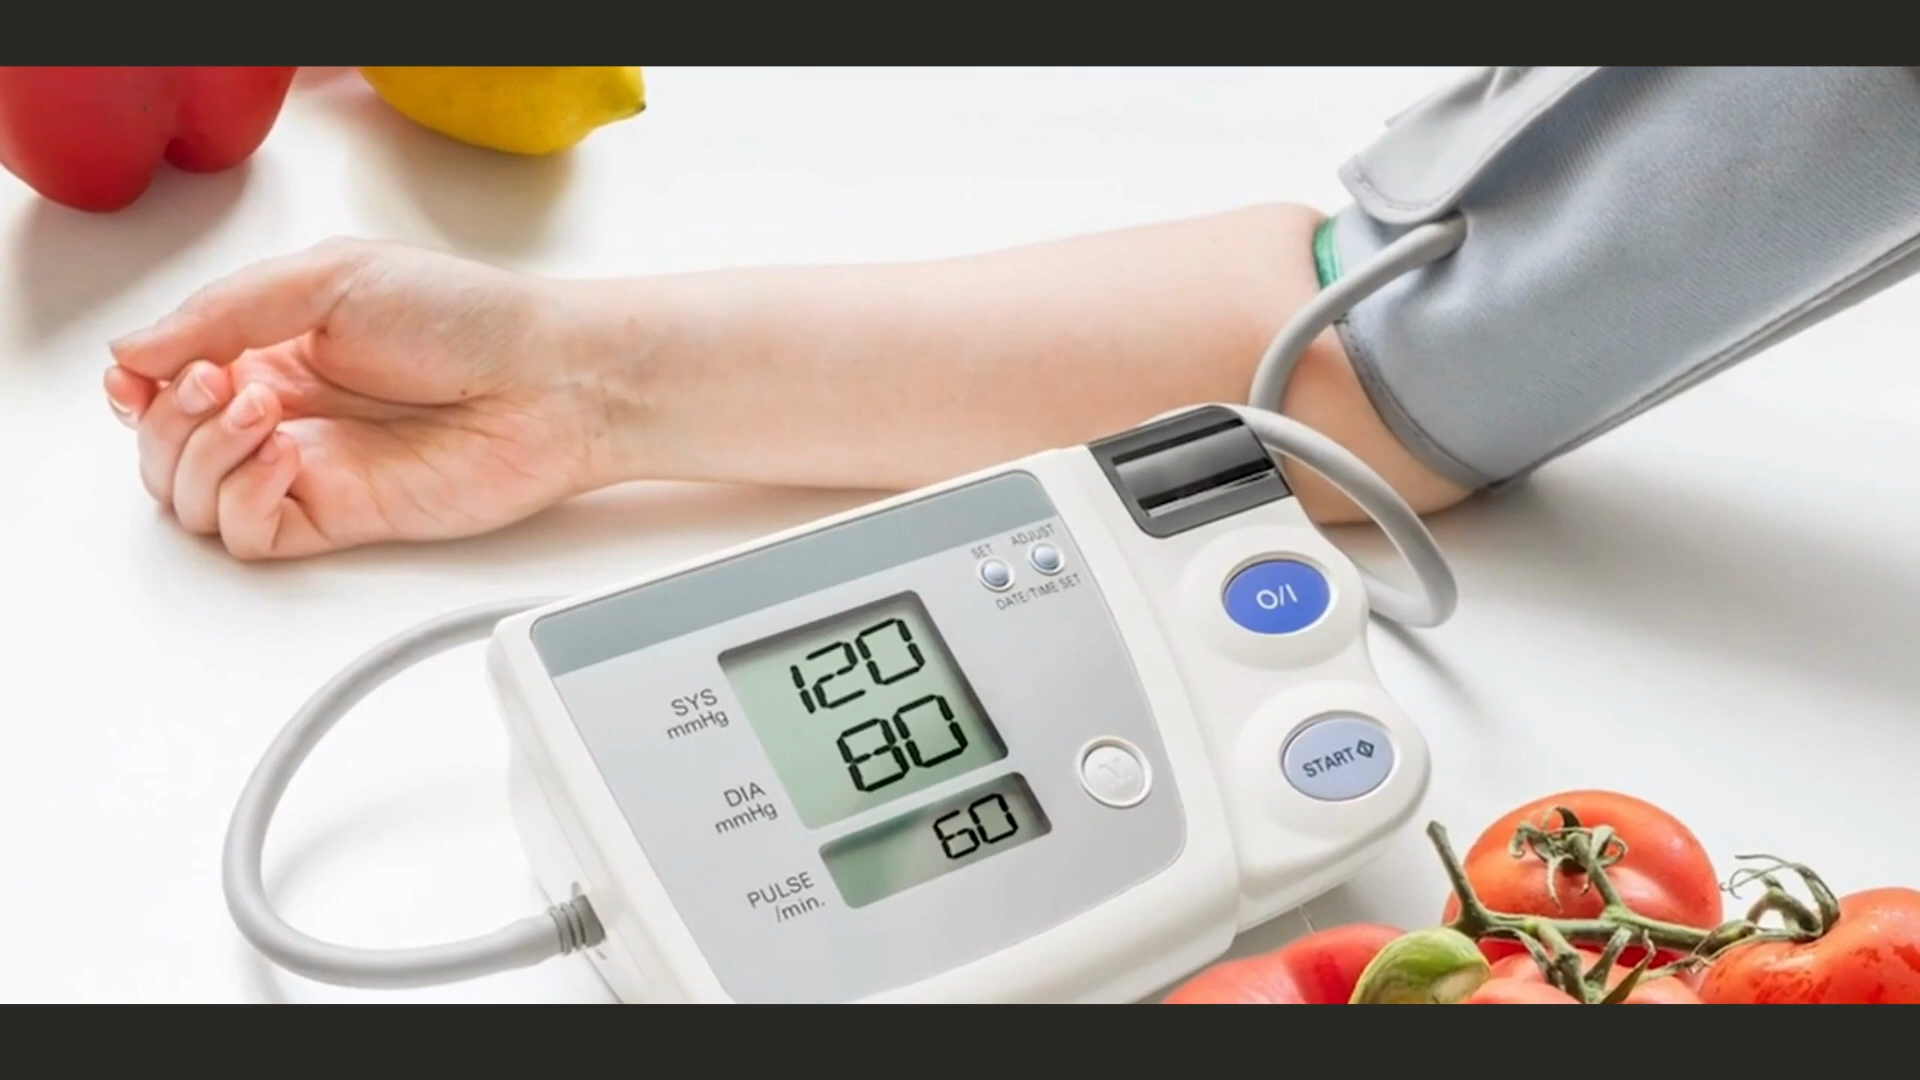 SET ADJUST
DATE/TIME SET
O/I
120
SYS
mmHg
80
DIA
mmHg
60
PULSE
/min.
START